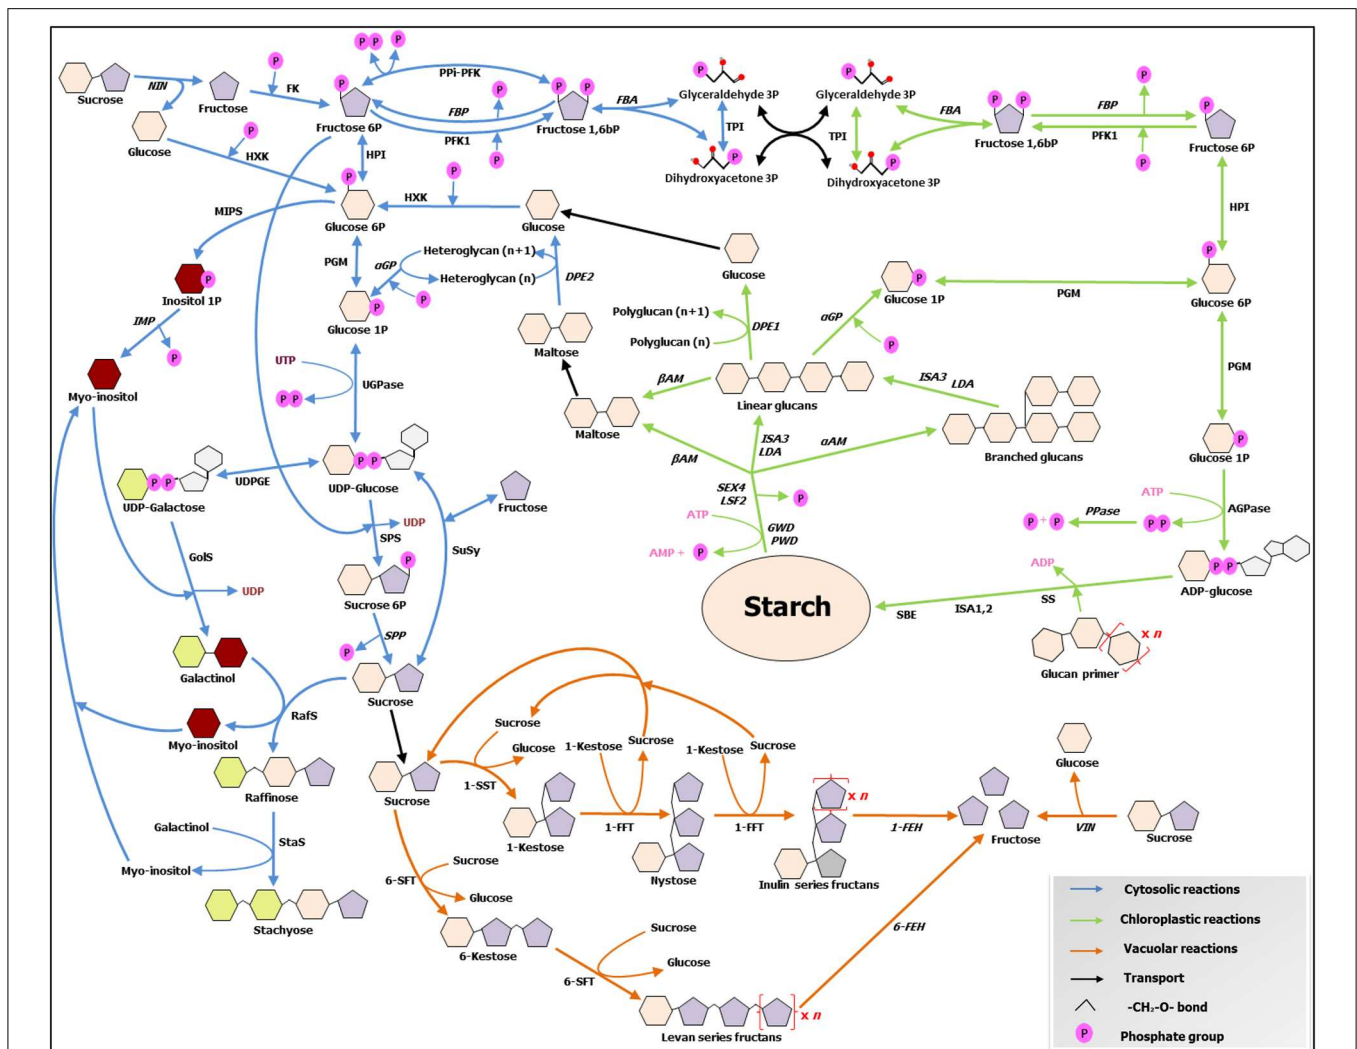 P
P P
P
PPi-PFK
NIN
Sucrose
Fructose
FK
P
P P
FBP
PFK1
P
P
Fructose 6P
Fructose 1,6bP
Glucose
P
HXK
HPI
FBA
P
Glyceraldehyde 3P
TPI
P
Dihydroxyacetone 3P
P
Glyceraldehyde 3P
TPI
P
Dihydroxyacetone 3P
FBA
P P
Fructose 1,6bP
P
FBP
PFK1
P
P
Fructose 6P
HPI
MIPS
P
Glucose 6P
HXK
P
Glucose
Glucose
P
Glucose 6P
PGM
αGP
Heteroglycan (n+1)
Heteroglycan (n)
DPE2
P
P
Inositol 1P
IMP
P
P
Glucose 1P
Maltose
Polyglucan (n+1)
DPE1
Polyglucan (n)
αGP
P
P
Glucose 1P
PGM
UTP
P P
UGPase
Myo-inositol
βAM
Linear glucans
ISA3
LDA
PGM
Maltose
βAM
ISA3
LDA
αAM
Branched glucans
P
Glucose 1P
P P
UDP-Galactose
UDPGE
P P
UDP-Glucose
Fructose
SEX4
LSF2
P
ATP
GWD
PWD
AMP + P
ATP
AGPase
P P
PPase
P + P
UDP
SPS
SuSy
GolS
UDP
P
Sucrose 6P
Starch
SBE
ISA1,2
SS
ADP
P P
ADP-glucose
x n
Glucan primer
SPP
P
Galactinol
Sucrose
RafS
Myo-inositol
Raffinose
Sucrose
Sucrose
Glucose
1-SST
1-Kestose
Sucrose
1-Kestose
Sucrose
1-FFT
1-FFT
1-Kestose
Nystose
x n
Inulin series fructans
1-FEH
Fructose
Glucose
VIN
Sucrose
Galactinol
StaS
Myo-inositol
Stachyose
6-SFT
Sucrose
Glucose
6-Kestose
6-SFT
Sucrose
Glucose
x n
Levan series fructans
6-FEH
Cytosolic reactions
Chloroplastic reactions
Vacuolar reactions
Transport
-CH₂-O- bond
P Phosphate group